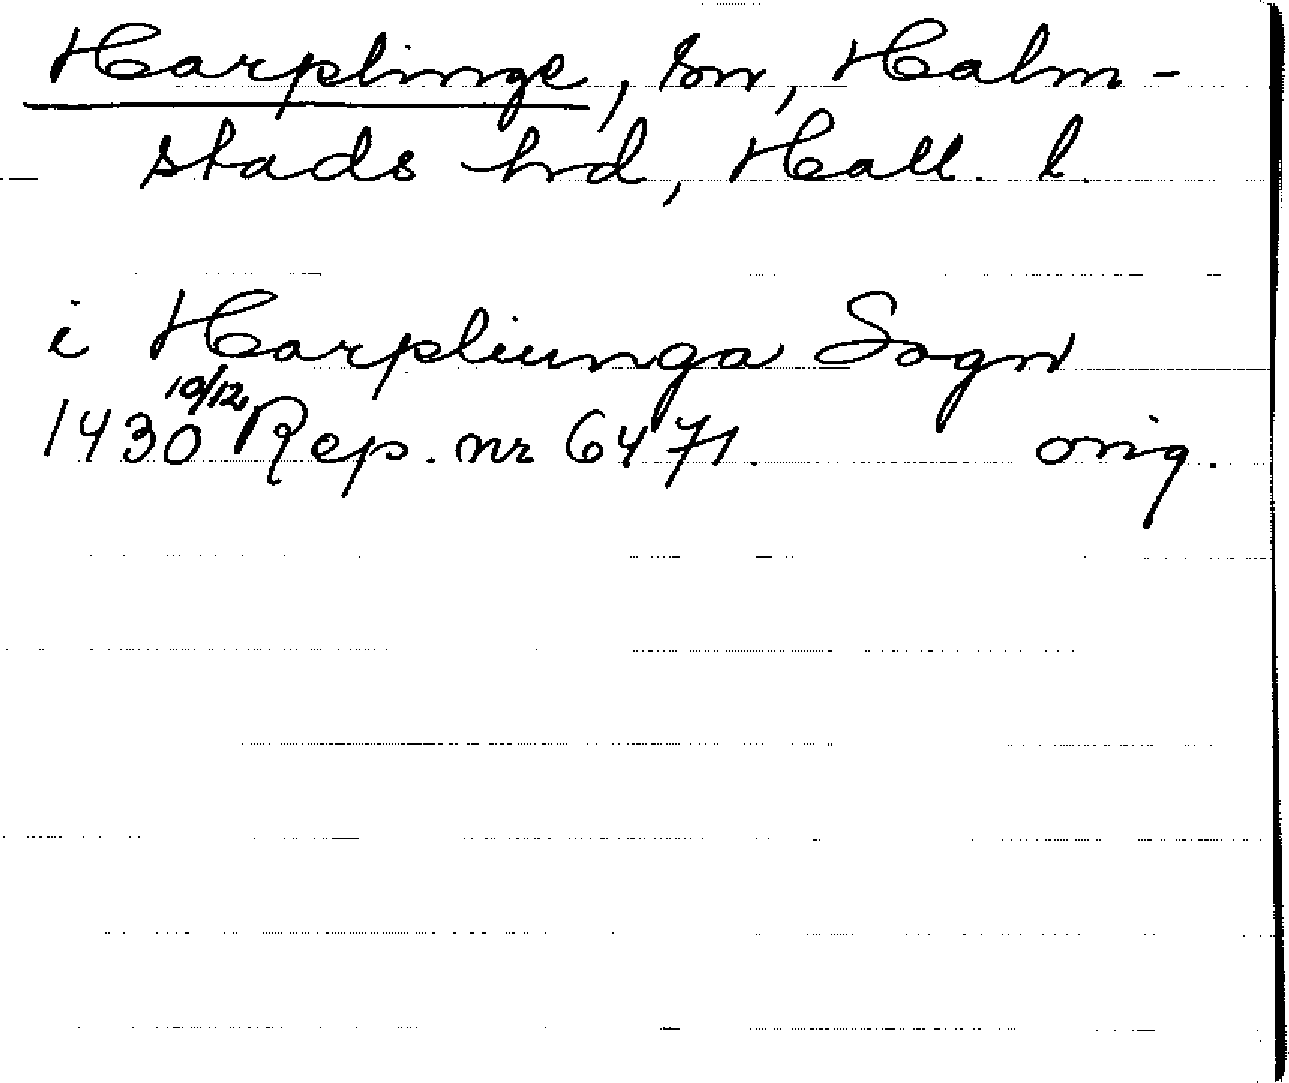 Harplinge, sn, Halm-
stads hd, Hall. l.
i Harpliunga Sogn
1430 10/12 Rep. nr 6471. orig.